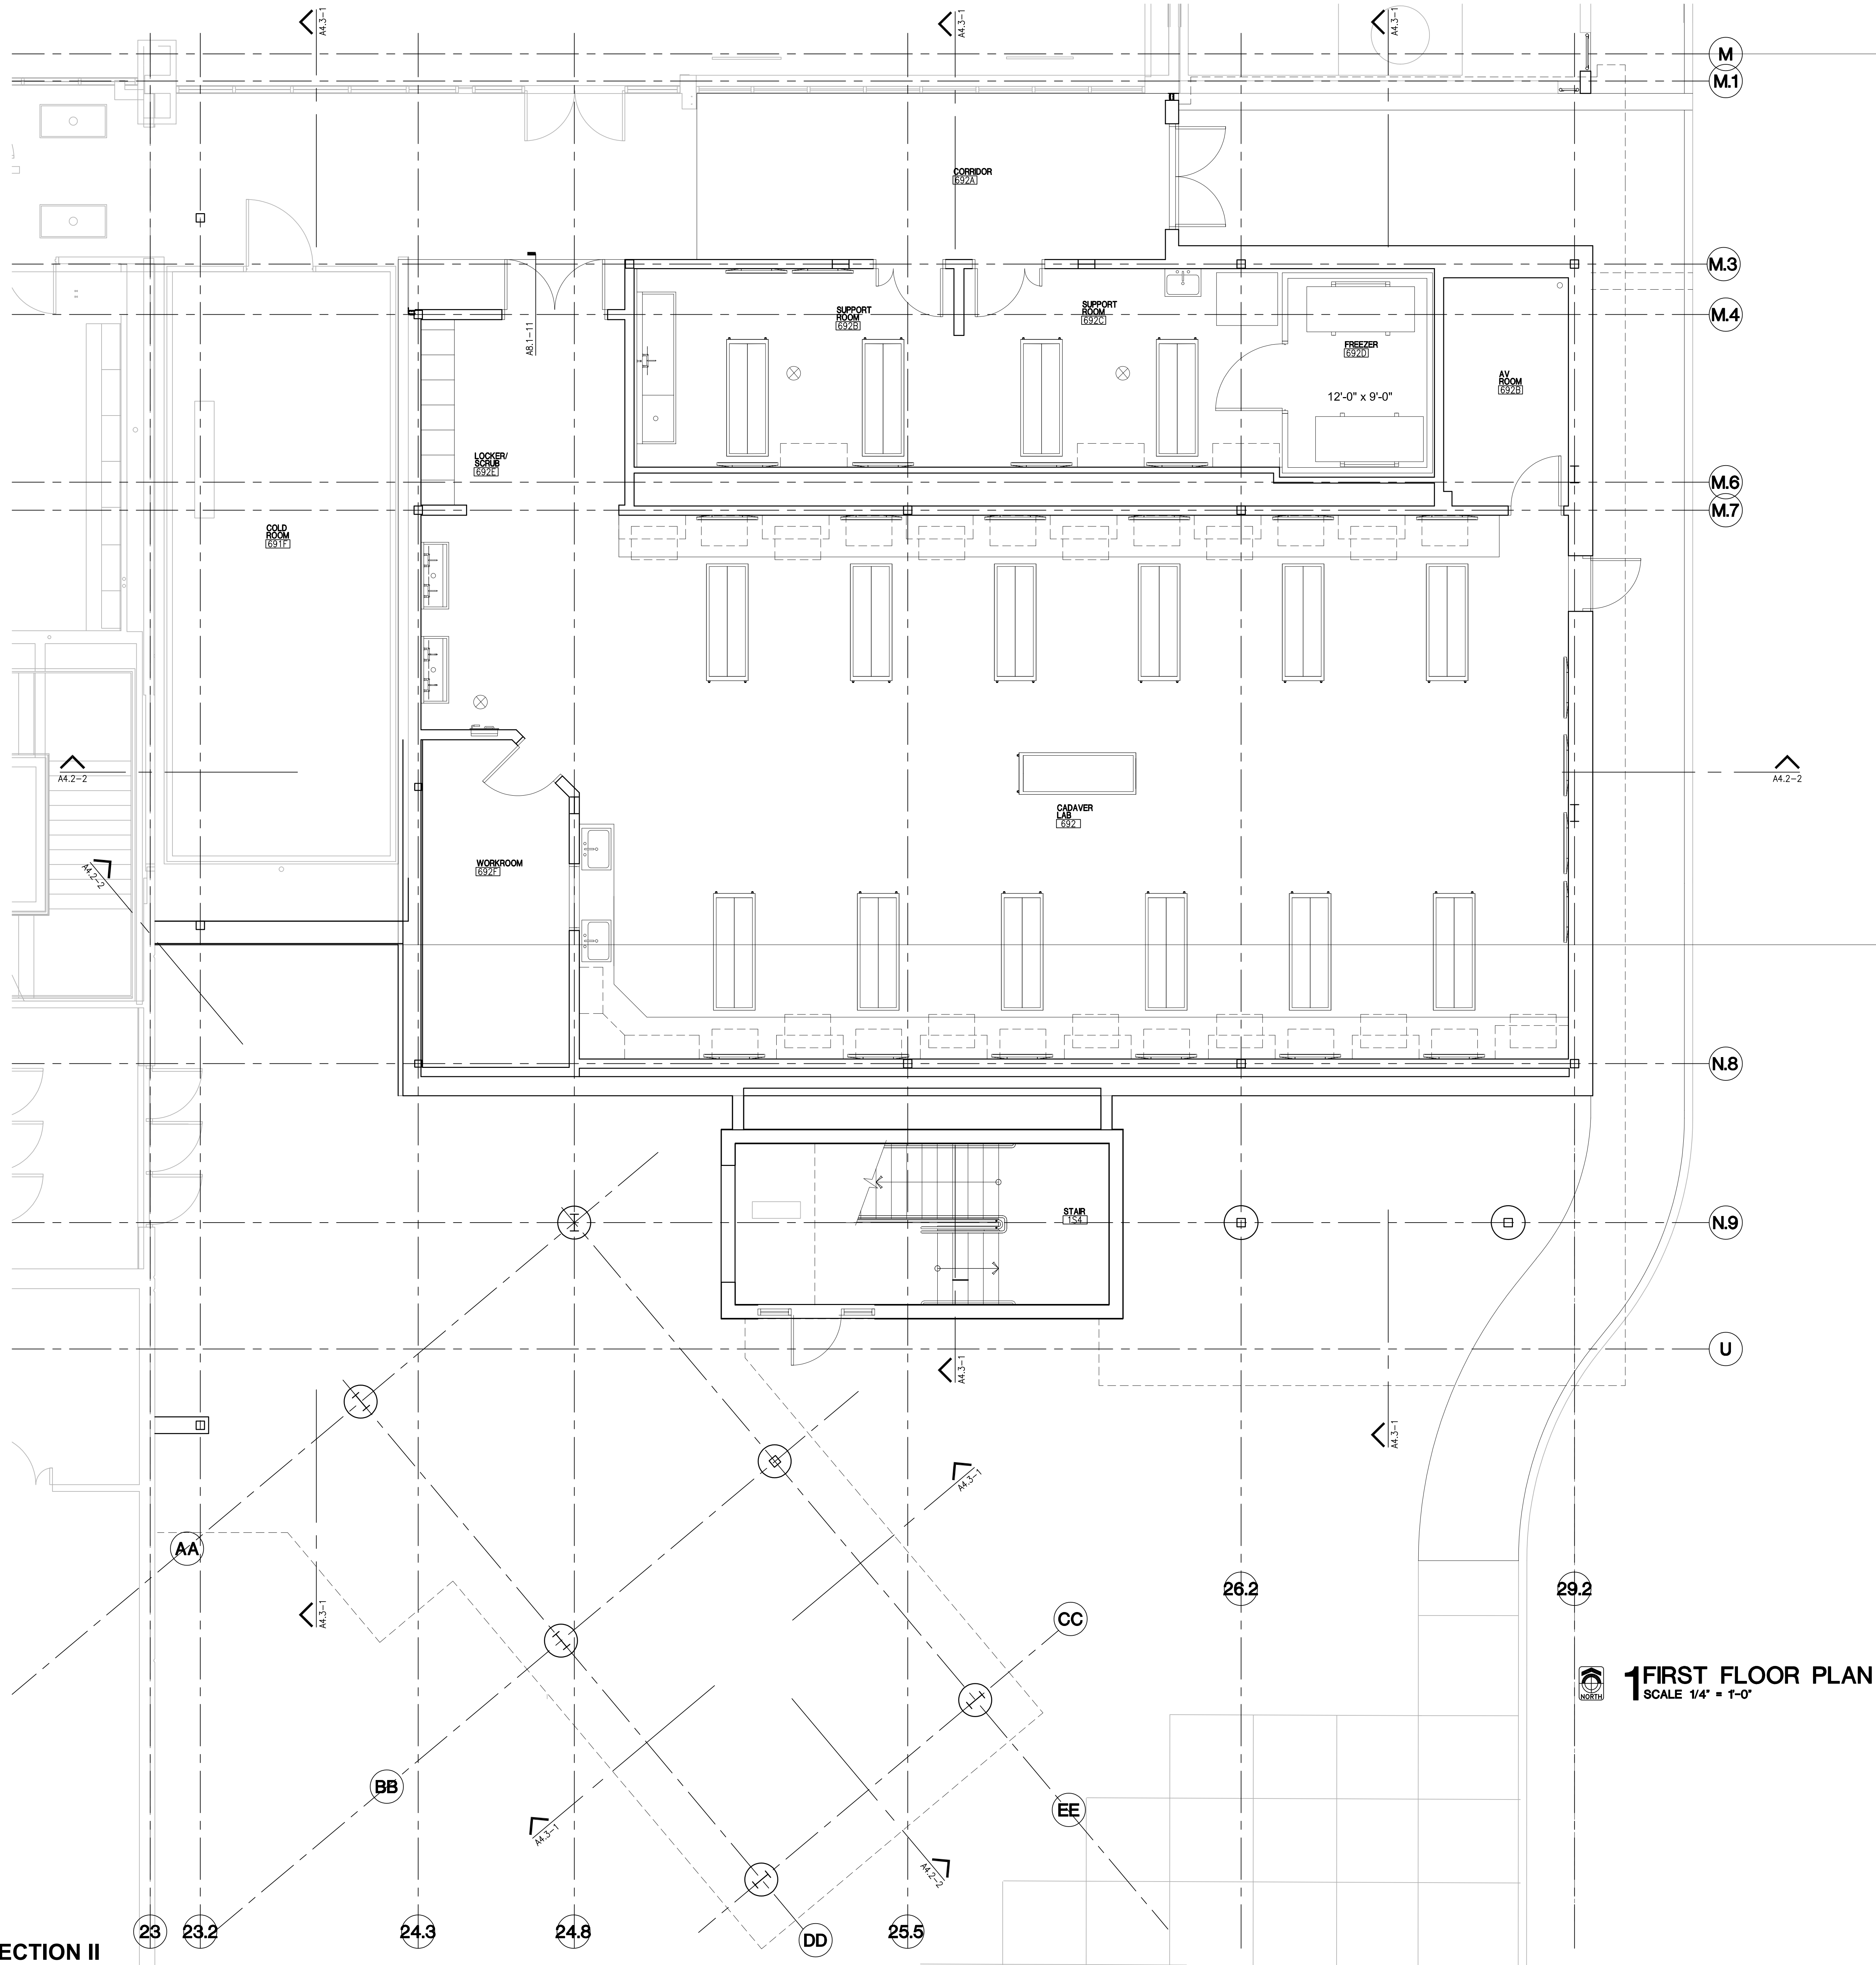 A4.3-1
A4.3-1
A4.3-1
M
M.1
CORRIDOR
692A
M.3
M.4
A8.1-11
SUPPORT
ROOM
692B
SUPPORT
ROOM
692C
FREEZER
692D
12'-0" x 9'-0"
AV
ROOM
692B
LOCKER/
SCRUB
692E
M.6
M.7
COLD
ROOM
691F
A4.2-2
A4.2-2
CADAVER
LAB
692
WORKROOM
692F
A4.2-2
N.8
STAIR
1S4
N.9
U
A4.3-1
A4.3-1
A4.3-1
AA
A4.3-1
26.2
29.2
CC
1 FIRST FLOOR PLAN
SCALE 1/4" = 1'-0"
NORTH
BB
EE
A4.3-1
A4.2-2
23
23.2
24.3
24.8
25.5
DD
ECTION II